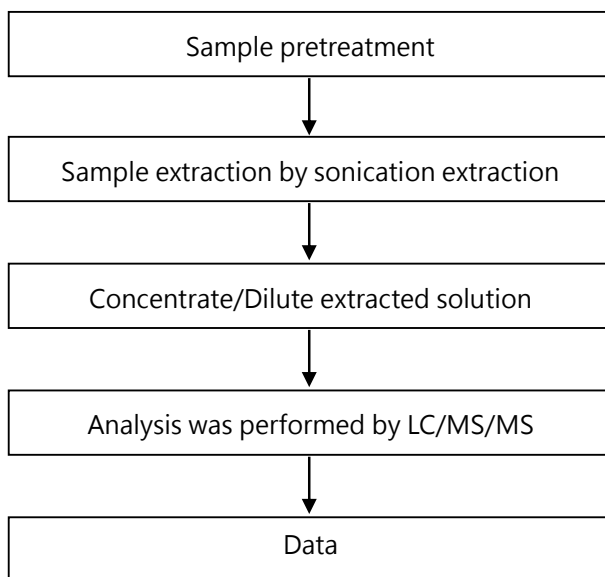 Sample pretreatment
Sample extraction by sonication extraction
Concentrate/Dilute extracted solution
Analysis was performed by LC/MS/MS
Data